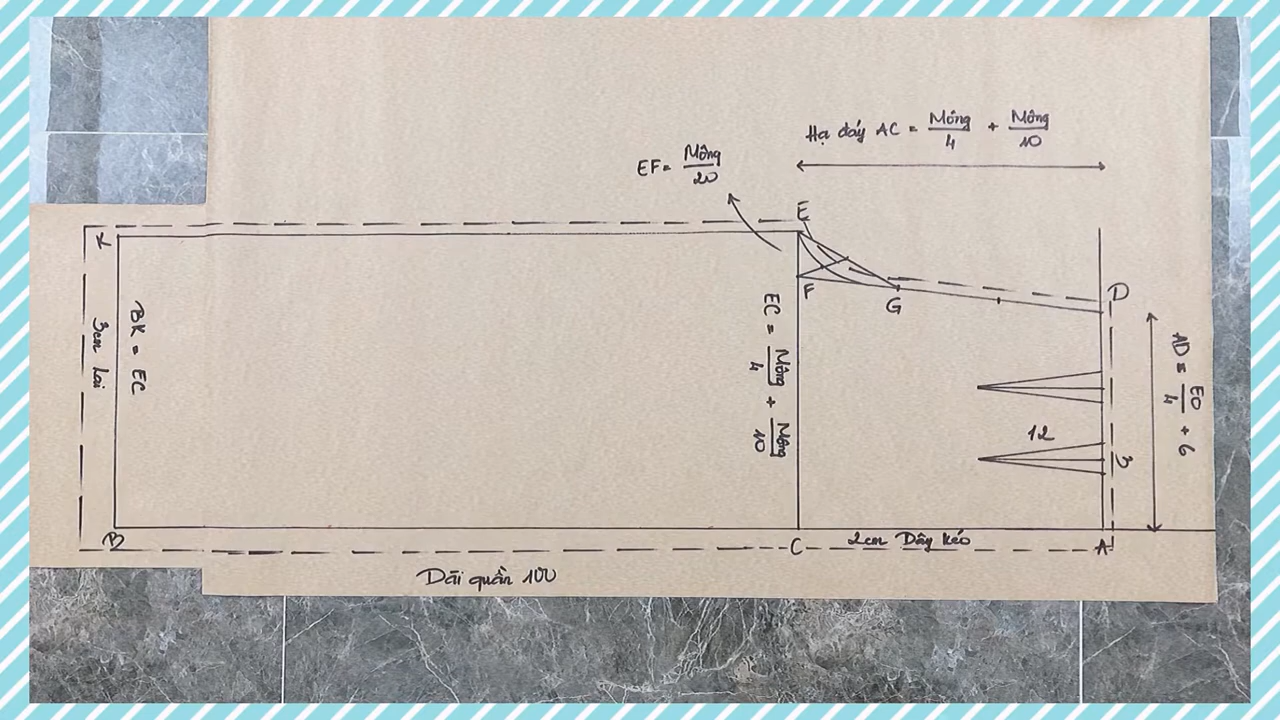 Hạ đáy AC = Mông/4 + Mông/10
EF = Mông/20
E
K
D
F
G
BK = EC
3cm Lai
EC = Mông/4 + Mông/10
AD = EO/4 + 6
12
3
B
C
2cm Dây kéo
A
Dài quần 100